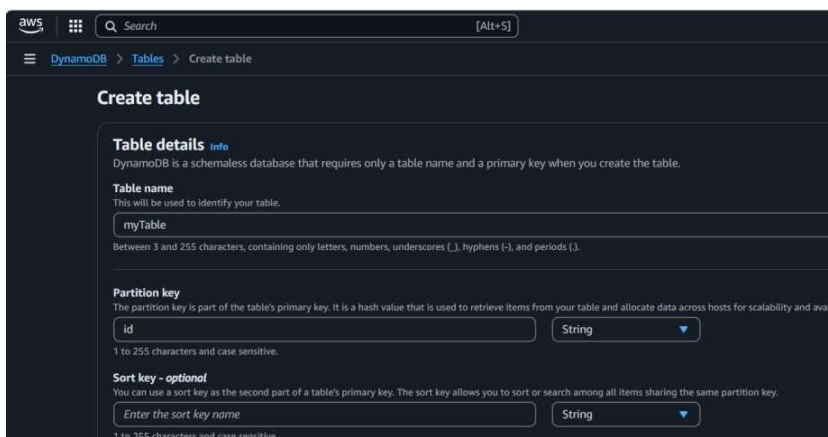 aws
Search [Alt+S]
DynamoDB > Tables > Create table
Create table
Table details Info
DynamoDB is a schemaless database that requires only a table name and a primary key when you create the table.
Table name
This will be used to identify your table.
myTable
Between 3 and 255 characters, containing only letters, numbers, underscores (_), hyphens (-), and periods (.).
Partition key
The partition key is part of the table's primary key. It is a hash value that is used to retrieve items from your table and allocate data across hosts for scalability and ava
id String
1 to 255 characters and case sensitive.
Sort key - optional
You can use a sort key as the second part of a table's primary key. The sort key allows you to sort or search among all items sharing the same partition key.
Enter the sort key name String
1 to 255 characters and case sensitive.